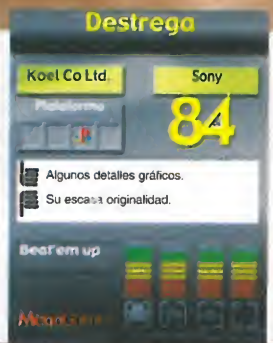 Destrega
Koei Co Ltd.
Sony
Plataforma
84
Algunos detalles gráficos.
Su escasa originalidad.
Beat'em up